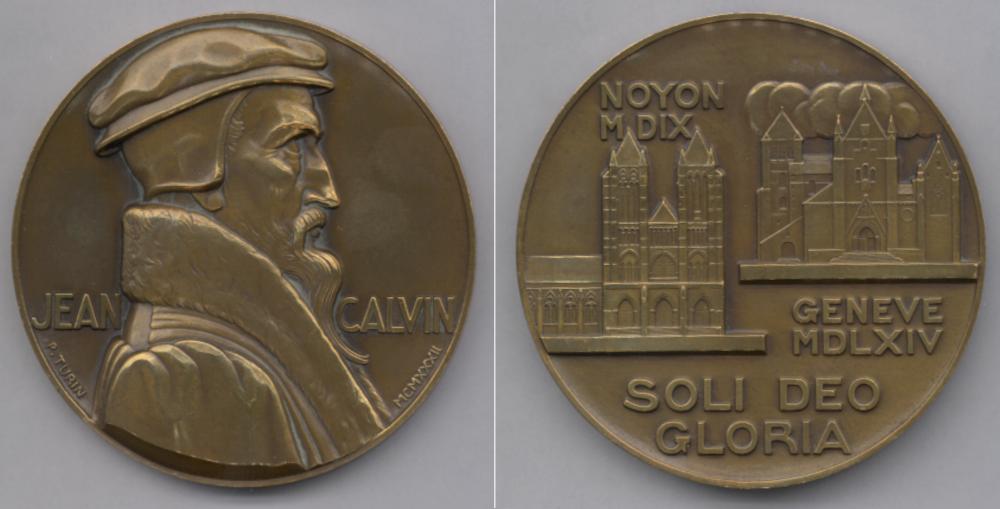 JEAN CALVIN
P. TURIN
MCMXXXII
NOYON
M DIX
GENEVE
MDLXIV
SOLI DEO
GLORIA